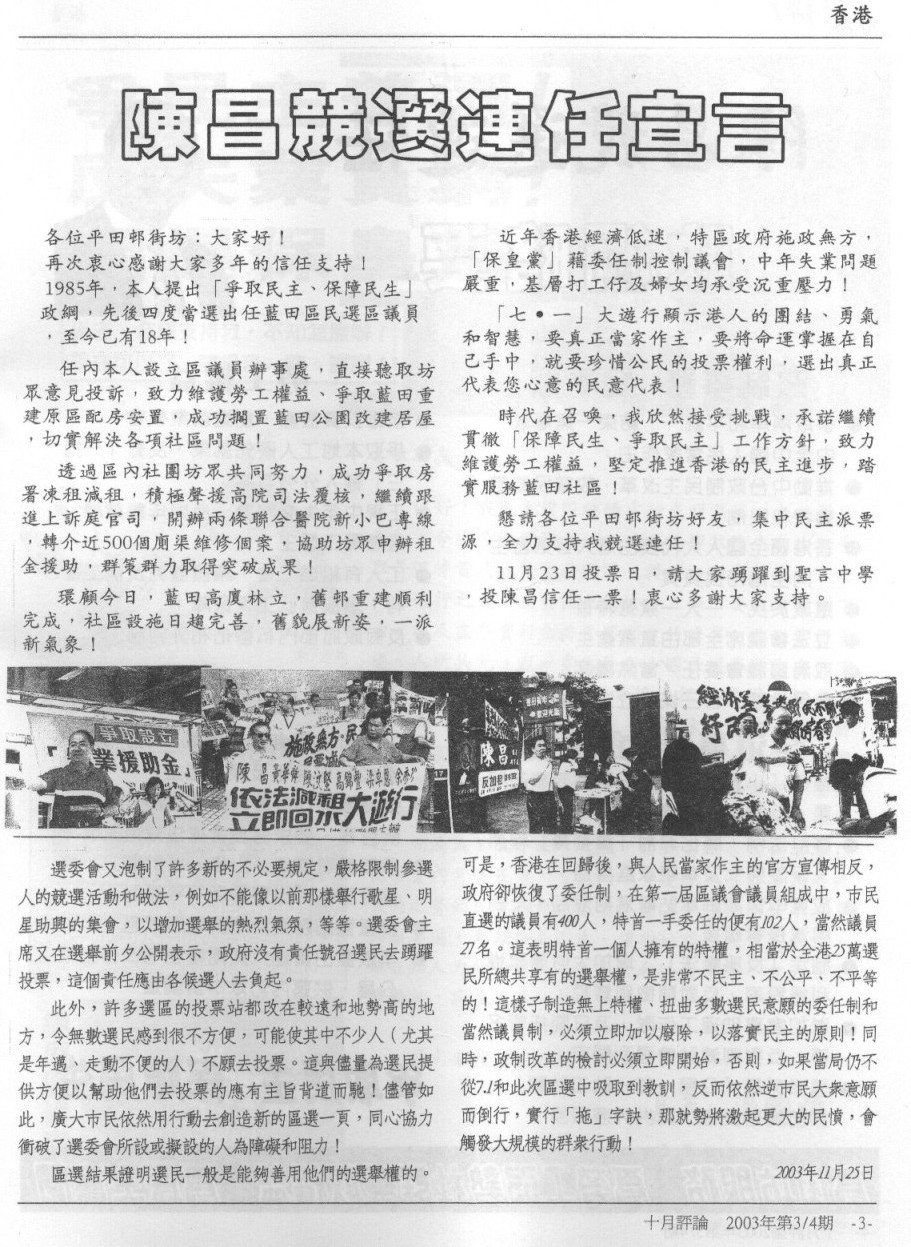 香港
陳昌競選連任宣言
各位平田邨街坊：大家好！
再次衷心感謝大家多年的信任支持！
1985年，本人提出「爭取民主、保障民生」
政綱，先後四度當選出任藍田區民選區議員
，至今已有18年！
任內本人設立區議員辦事處，直接聽取坊
眾意見投訴，致力維護勞工權益、爭取藍田重
建原區配房安置，成功擱置藍田公園改建居屋
，切實解決各項社區問題！
透過區內社團坊眾共同努力，成功爭取房
署凍租減租，積極聲援高院司法覆核，繼續跟
進上訴庭官司，開辦兩條聯合醫院新小巴專線
，轉介近500個廁渠維修個案，協助坊眾申辦租
金援助，群策群力取得突破成果！
環顧今日，藍田高廈林立，舊邨重建順利
完成，社區設施日趨完善，舊貌展新姿，一派
新氣象！
近年香港經濟低迷，特區政府施政無方，
「保皇黨」藉委任制控制議會，中年失業問題
嚴重，基層打工仔及婦女均承受沉重壓力！
「七•一」大遊行顯示港人的團結、勇氣
和智慧，要真正當家作主，要將命運掌握在自
己手中，就要珍惜公民的投票權利，選出真正
代表您心意的民意代表！
時代在召喚，我欣然接受挑戰，承諾繼續
貫徹「保障民生、爭取民主」工作方針，致力
維護勞工權益，堅定推進香港的民主進步，踏
實服務藍田社區！
懇請各位平田邨街坊好友，集中民主派票
源，全力支持我競選連任！
11月23日投票日，請大家踴躍到聖言中學
，投陳昌信任一票！衷心多謝大家支持。
爭取設立
業援助金」
施政無方
陳昌
依法減租大遊行
立即回
17
陳昌
反加租
經濟差
選委會又泡制了許多新的不必要規定，嚴格限制參選
人的競選活動和做法，例如不能像以前那樣舉行歌星、明
星助興的集會，以增加選舉的熱烈氣氛，等等。選委會主
席又在選舉前夕公開表示，政府沒有責任號召選民去踴躍
投票，這個責任應由各候選人去負起。
此外，許多選區的投票站都改在較遠和地勢高的地
方，令無數選民感到很不方便，可能使其中不少人（尤其
是年邁、走動不便的人）不願去投票。這與儘量為選民提
供方便以幫助他們去投票的應有主旨背道而馳！儘管如
此，廣大市民依然用行動去創造新的區選一頁，同心協力
衝破了選委會所設或擬設的人為障礙和阻力！
區選結果證明選民一般是能夠善用他們的選舉權的。
可是，香港在回歸後，與人民當家作主的官方宣傳相反，
政府卻恢復了委任制，在第一屆區議會議員組成中，市民
直選的議員有400人，特首一手委任的便有102人，當然議員
27名。這表明特首一個人擁有的特權，相當於全港25萬選
民所總共享有的選舉權，是非常不民主、不公平、不平等
的！這樣子制造無上特權、扭曲多數選民意願的委任制和
當然議員制，必須立即加以廢除，以落實民主的原則！同
時，政制改革的檢討必須立即開始，否則，如果當局仍不
從7.1和此次區選中吸取到教訓，反而依然逆市民大衆意願
而倒行，實行「拖」字訣，那就勢將激起更大的民憤，會
觸發大規模的群衆行動！
2003年11月25日
十月評論 2003年第3/4期 -3-